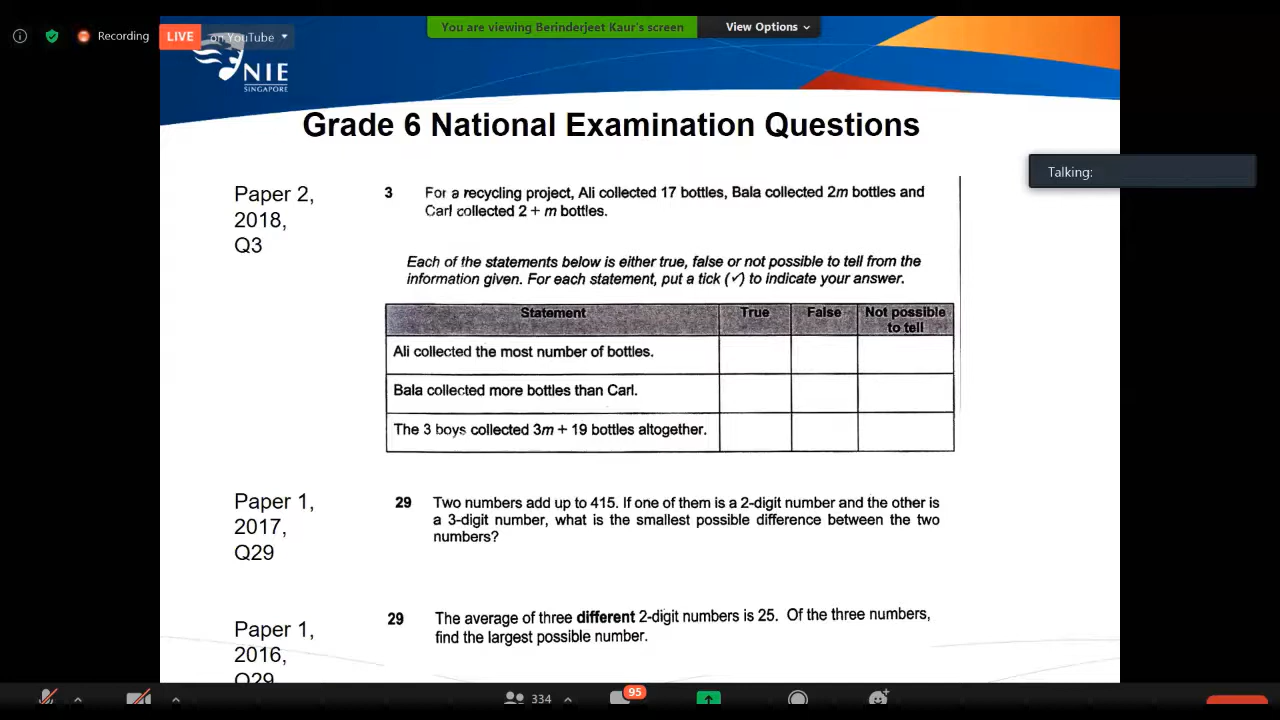 Recording
LIVE
on YouTube
You are viewing Berinderjeet Kaur's screen
View Options
NIE
SINGAPORE
Grade 6 National Examination Questions
Talking:
Paper 2,
2018,
Q3
3 For a recycling project, Ali collected 17 bottles, Bala collected 2m bottles and
Carl collected 2 + m bottles.
Each of the statements below is either true, false or not possible to tell from the
information given. For each statement, put a tick (✓) to indicate your answer.
Statement True False Not possible
to tell
Ali collected the most number of bottles.
Bala collected more bottles than Carl.
The 3 boys collected 3m + 19 bottles altogether.
Paper 1,
2017,
Q29
29 Two numbers add up to 415. If one of them is a 2-digit number and the other is
a 3-digit number, what is the smallest possible difference between the two
numbers?
Paper 1,
2016,
Q29
29 The average of three different 2-digit numbers is 25. Of the three numbers,
find the largest possible number.
334
95